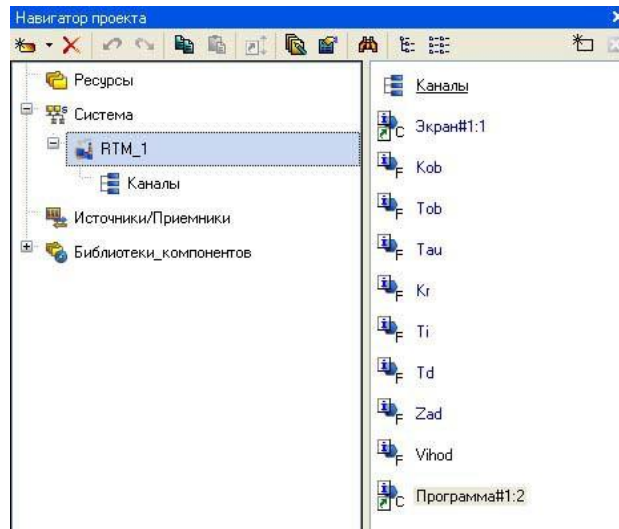 Навигатор проекта
Ресурсы
Система
RTM_1
Каналы
Источники/Приемники
Библиотеки_компонентов
Каналы
C Экран#1:1
F Kob
F Tob
F Tau
F Kr
F Ti
F Td
F Zad
F Vihod
C Программа#1:2